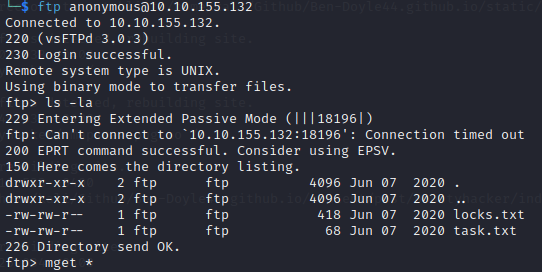 └─$ ftp anonymous@10.10.155.132
Connected to 10.10.155.132.
220 (vsFTPd 3.0.3)
230 Login successful.
Remote system type is UNIX.
Using binary mode to transfer files.
ftp> ls -la
229 Entering Extended Passive Mode (|||18196|)
ftp: Can't connect to `10.10.155.132:18196': Connection timed out
200 EPRT command successful. Consider using EPSV.
150 Here comes the directory listing.
drwxr-xr-x    2 ftp      ftp          4096 Jun 07  2020 .
drwxr-xr-x    2 ftp      ftp          4096 Jun 07  2020 ..
-rw-rw-r--    1 ftp      ftp           418 Jun 07  2020 locks.txt
-rw-rw-r--    1 ftp      ftp            68 Jun 07  2020 task.txt
226 Directory send OK.
ftp> mget *